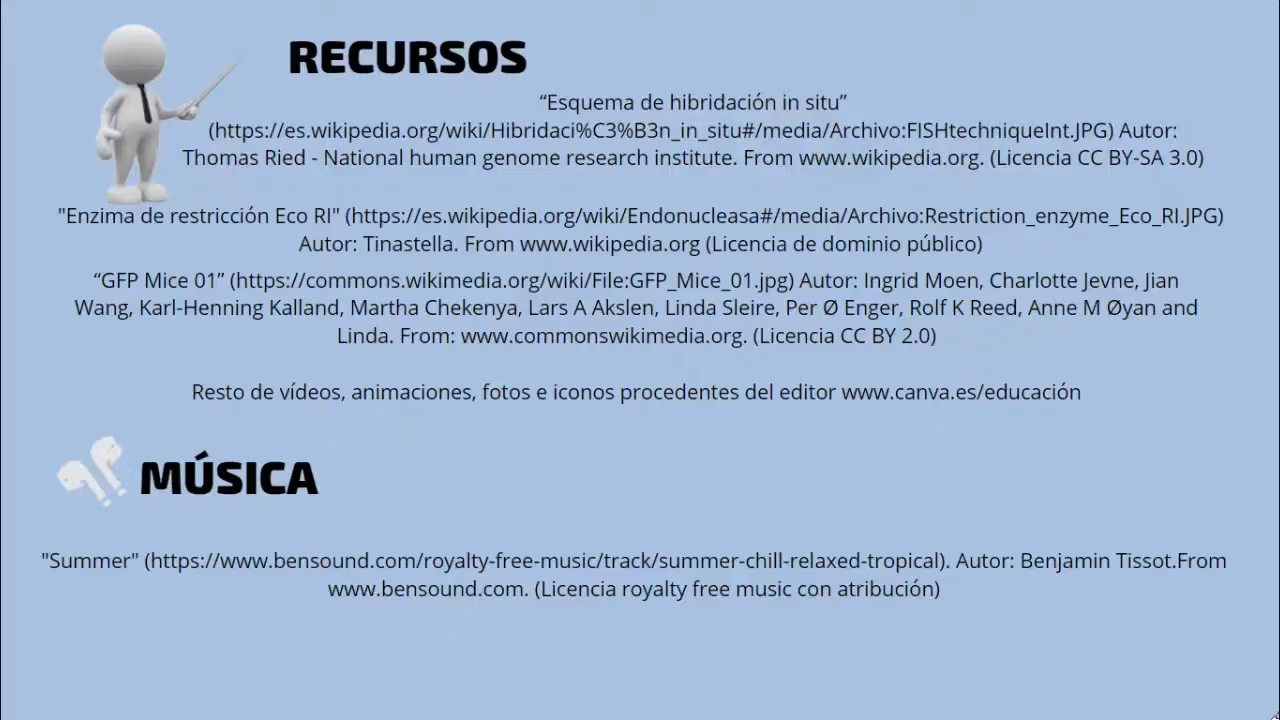 RECURSOS
“Esquema de hibridación in situ”
(https://es.wikipedia.org/wiki/Hibridaci%C3%B3n_in_situ#/media/Archivo:FISHtechniqueInt.JPG) Autor:
Thomas Ried - National human genome research institute. From www.wikipedia.org. (Licencia CC BY-SA 3.0)
"Enzima de restricción Eco RI" (https://es.wikipedia.org/wiki/Endonucleasa#/media/Archivo:Restriction_enzyme_Eco_RI.JPG)
Autor: Tinastella. From www.wikipedia.org (Licencia de dominio público)
“GFP Mice 01” (https://commons.wikimedia.org/wiki/File:GFP_Mice_01.jpg) Autor: Ingrid Moen, Charlotte Jevne, Jian
Wang, Karl-Henning Kalland, Martha Chekenya, Lars A Akslen, Linda Sleire, Per Ø Enger, Rolf K Reed, Anne M Øyan and
Linda. From: www.commonswikimedia.org. (Licencia CC BY 2.0)
Resto de vídeos, animaciones, fotos e iconos procedentes del editor www.canva.es/educación
MÚSICA
"Summer" (https://www.bensound.com/royalty-free-music/track/summer-chill-relaxed-tropical). Autor: Benjamin Tissot.From
www.bensound.com. (Licencia royalty free music con atribución)